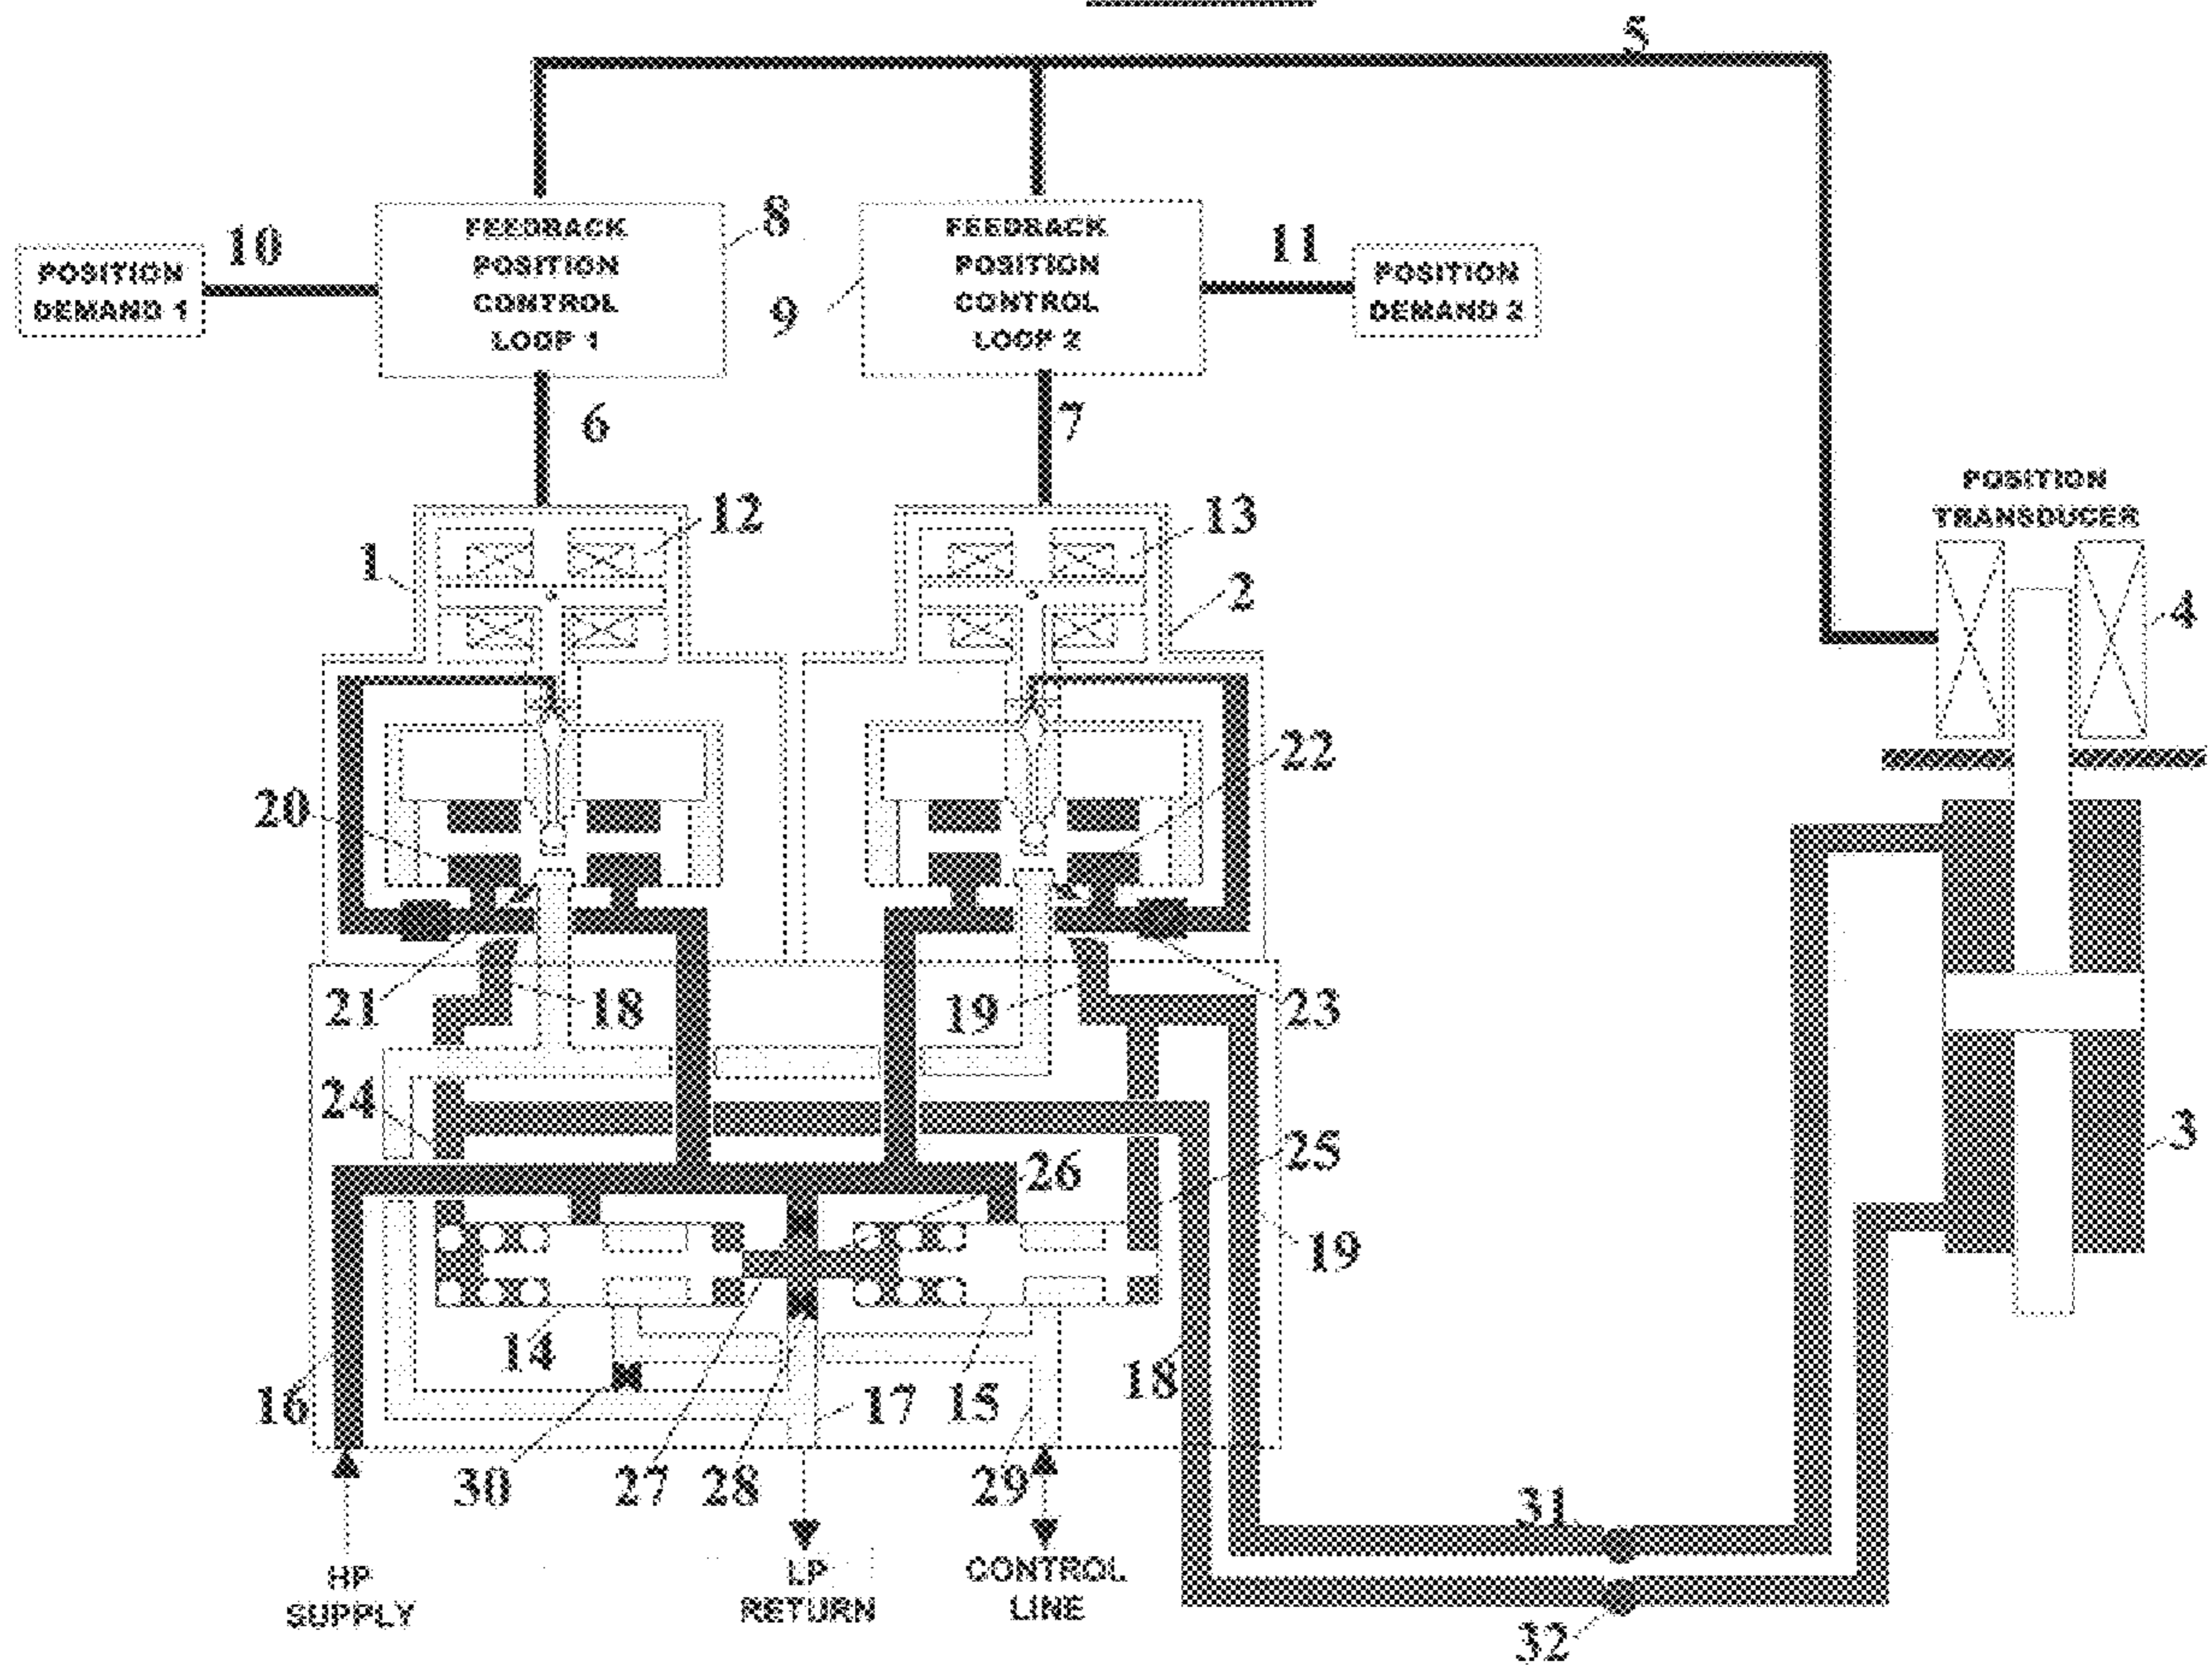 5
8
FEEDBACK
POSITION
CONTROL
LOOP 1
FEEDBACK
POSITION
CONTROL
LOOP 2
10
11
POSITION
DEMAND 1
9
POSITION
DEMAND 2
6
7
POSITION
TRANSDUCER
12
13
1
2
4
20
22
21
18
19
23
24
25
3
26
19
14
16
17
15
18
30
27
28
29
31
32
HP
SUPPLY
LP
RETURN
CONTROL
LINE